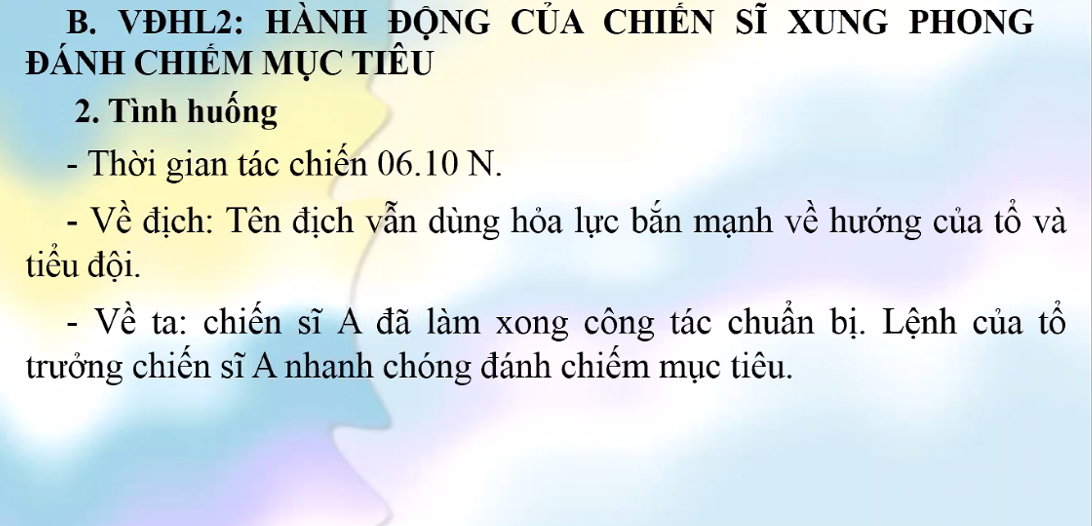 B. VĐHL2: HÀNH ĐỘNG CỦA CHIẾN SĨ XUNG PHONG
ĐÁNH CHIẾM MỤC TIÊU
2. Tình huống
- Thời gian tác chiến 06.10 N.
- Về địch: Tên địch vẫn dùng hỏa lực bắn mạnh về hướng của tổ và
tiểu đội.
- Về ta: chiến sĩ A đã làm xong công tác chuẩn bị. Lệnh của tổ
trưởng chiến sĩ A nhanh chóng đánh chiếm mục tiêu.